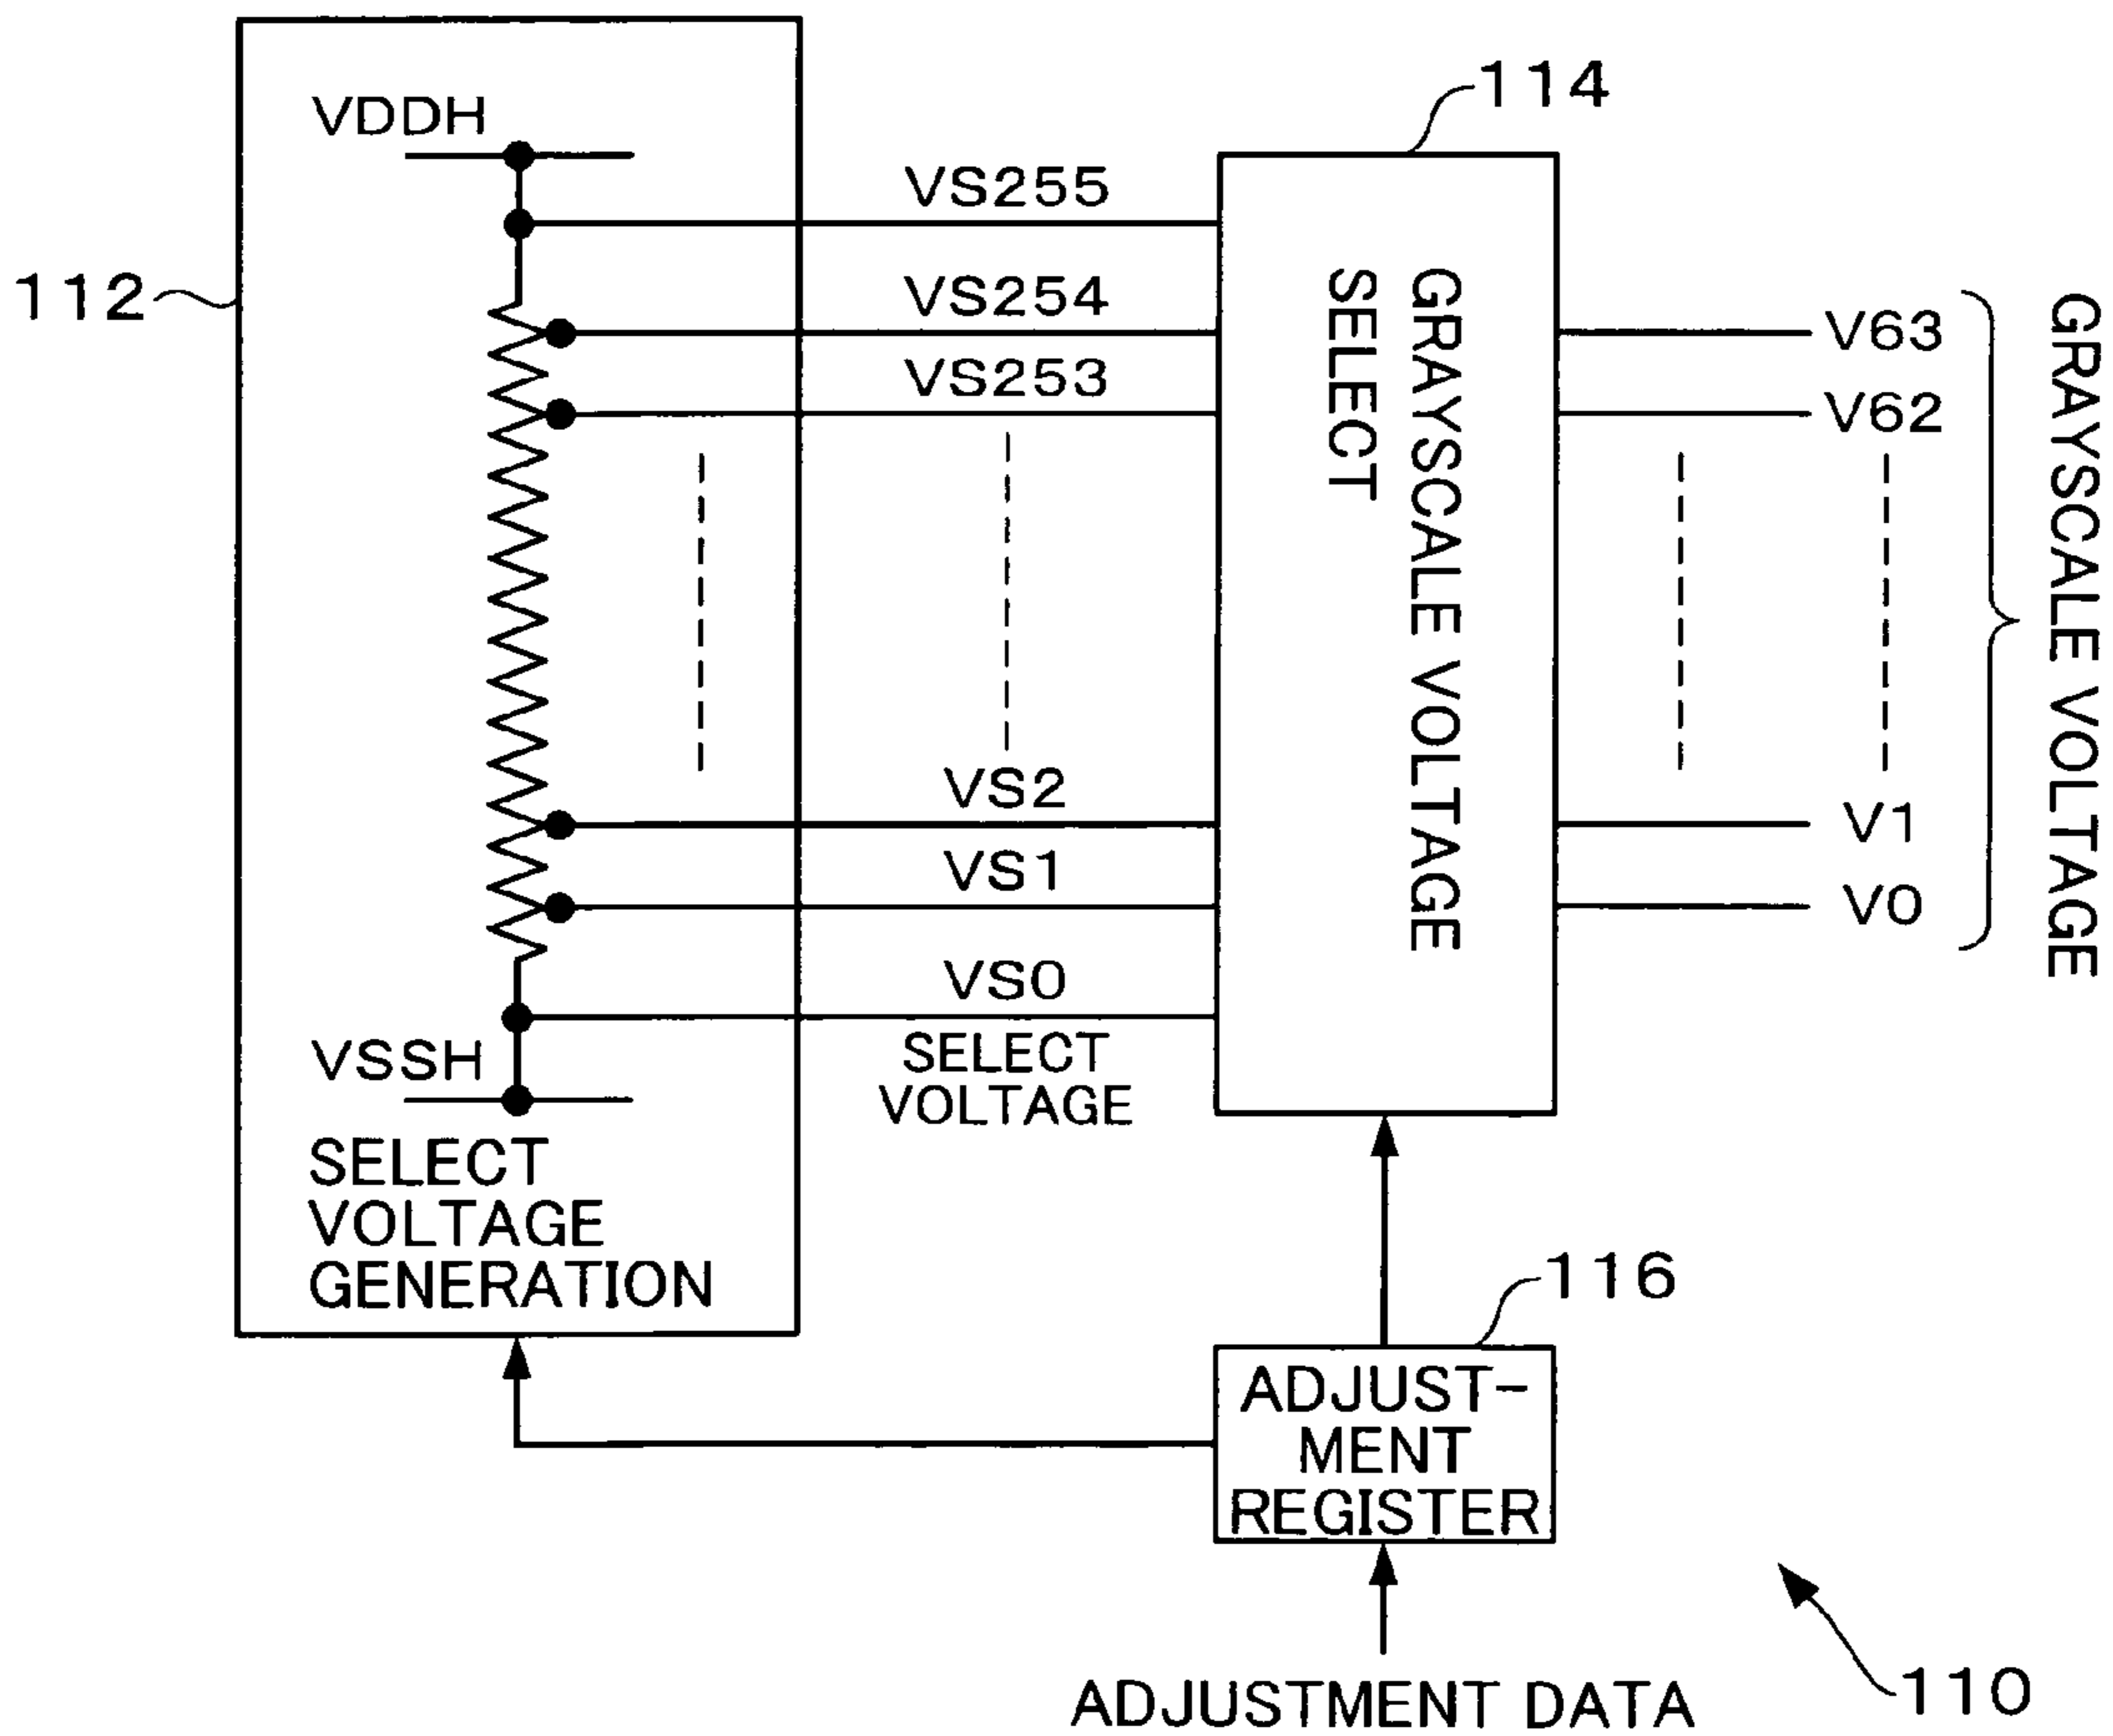 114
VDDH
VS255
112
VS254
VS253
GRAYSCALE VOLTAGE
SELECT
V63
V62
GRAYSCALE VOLTAGE
VS2
VS1
VS0
V1
V0
VSSH
SELECT
VOLTAGE
SELECT
VOLTAGE
GENERATION
116
ADJUST-
MENT
REGISTER
ADJUSTMENT DATA
110